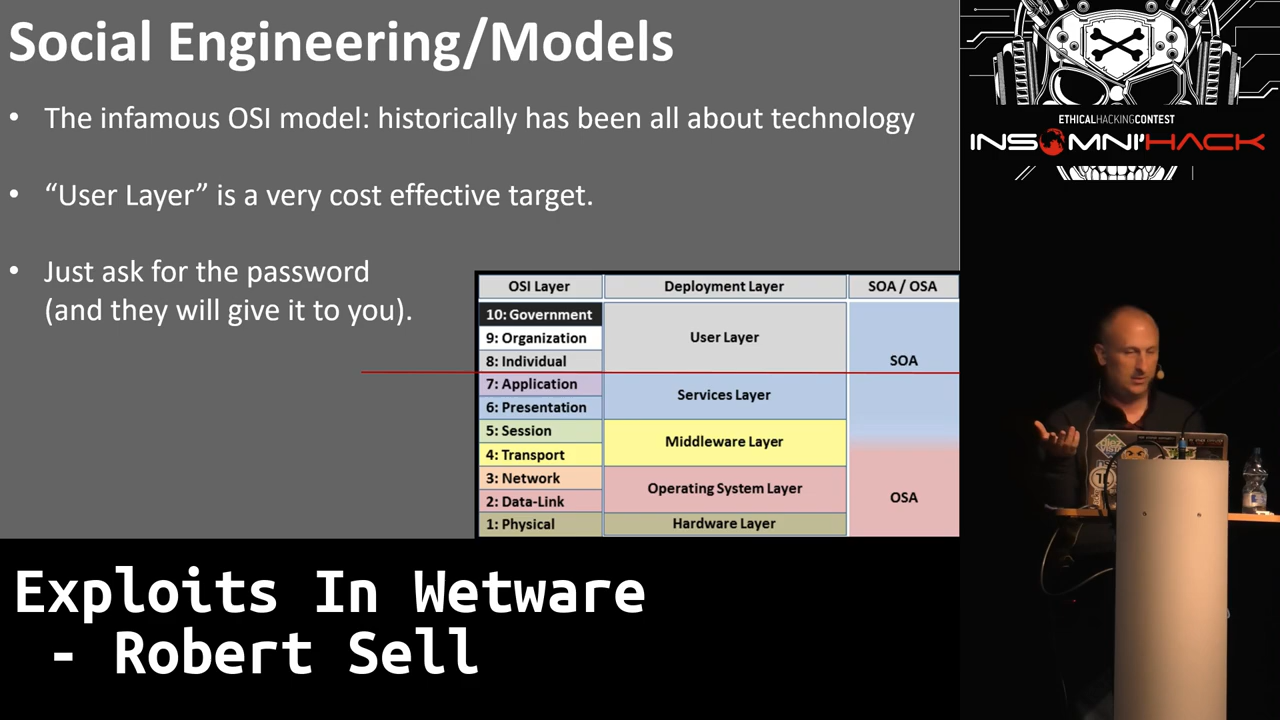 Social Engineering/Models
• The infamous OSI model: historically has been all about technology
• “User Layer” is a very cost effective target.
• Just ask for the password
(and they will give it to you).
OSI Layer
Deployment Layer
SOA / OSA
10: Government
9: Organization
8: Individual
7: Application
6: Presentation
5: Session
4: Transport
3: Network
2: Data-Link
1: Physical
User Layer
Services Layer
Middleware Layer
Operating System Layer
Hardware Layer
SOA
OSA
ETHICALHACKINGCONTEST
INSOMNI'HACK
Exploits In Wetware
- Robert Sell